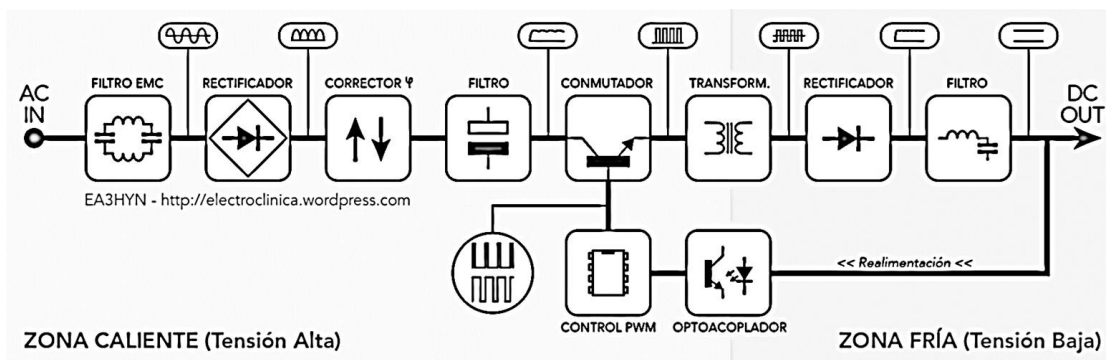 AC
IN
FILTRO EMC
RECTIFICADOR
CORRECTOR Ψ
FILTRO
CONMUTADOR
TRANSFORM.
RECTIFICADOR
FILTRO
DC
OUT
EA3HYN - http://electroclinica.wordpress.com
<< Realimentación <<
CONTROL PWM
OPTOACOPLADOR
ZONA CALIENTE (Tensión Alta)
ZONA FRÍA (Tensión Baja)